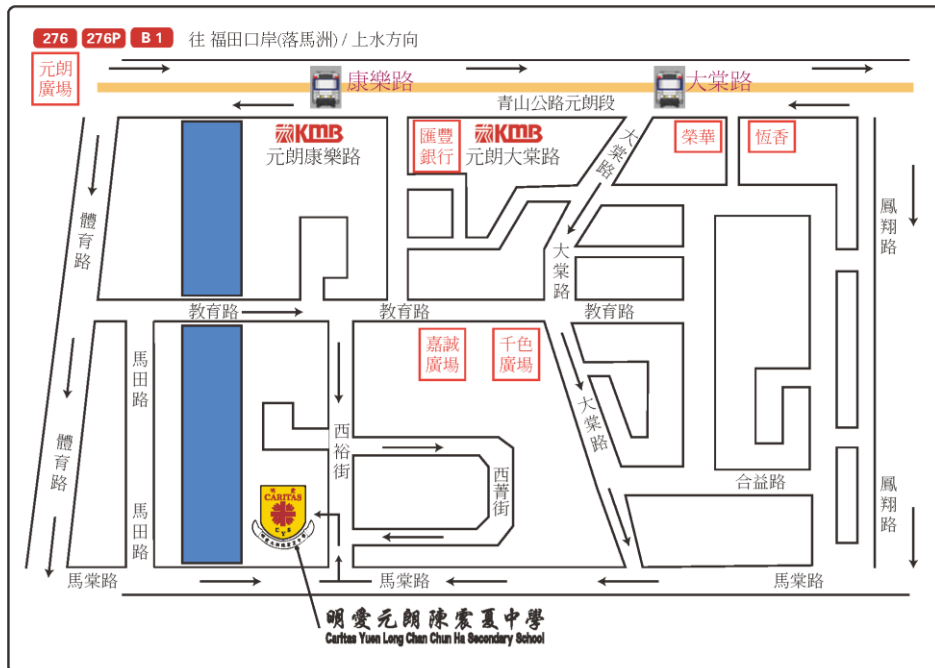 276 276P B 1 往 福田口岸(落馬洲) / 上水方向
元朗
廣場
康樂路
大棠路
青山公路元朗段
KMB
元朗康樂路
匯豐
銀行
KMB
元朗大棠路
大棠路
榮華
恆香
體育路
鳳翔路
大棠路
教育路
教育路
教育路
嘉誠
廣場
千色
廣場
馬田路
大棠路
西裕街
體育路
西菁街
合益路
鳳翔路
馬田路
CARITAS
C Y S
馬棠路
馬棠路
馬棠路
明愛元朗陳震夏中學
Caritas Yuen Long Chan Chun Ha Secondary School